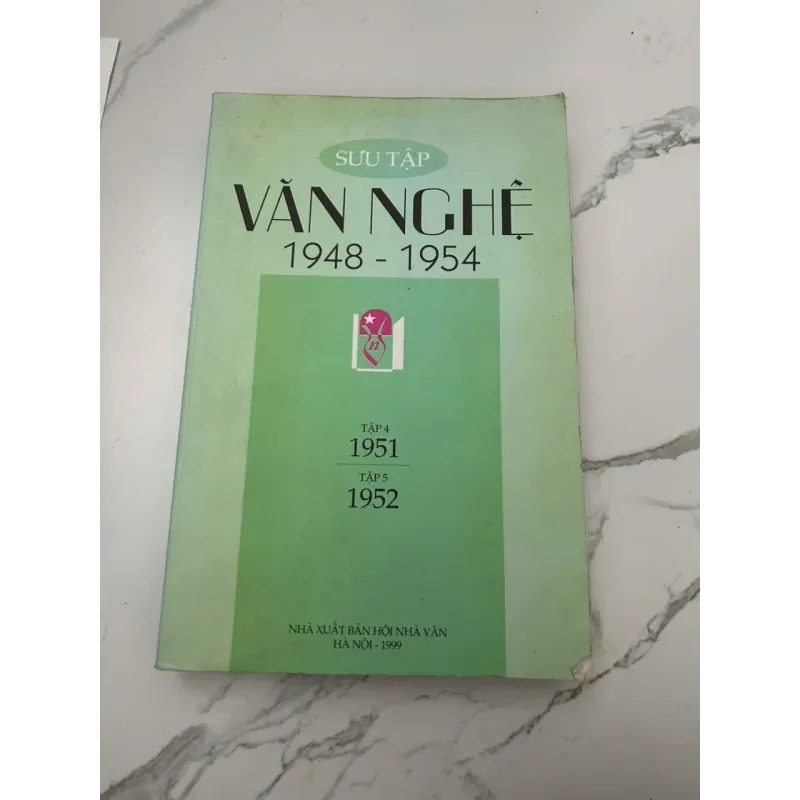 SƯU TẬP
VĂN NGHỆ
1948 - 1954
n
TẬP 4
1951
TẬP 5
1952
NHÀ XUẤT BẢN HỘI NHÀ VĂN
HÀ NỘI - 1999